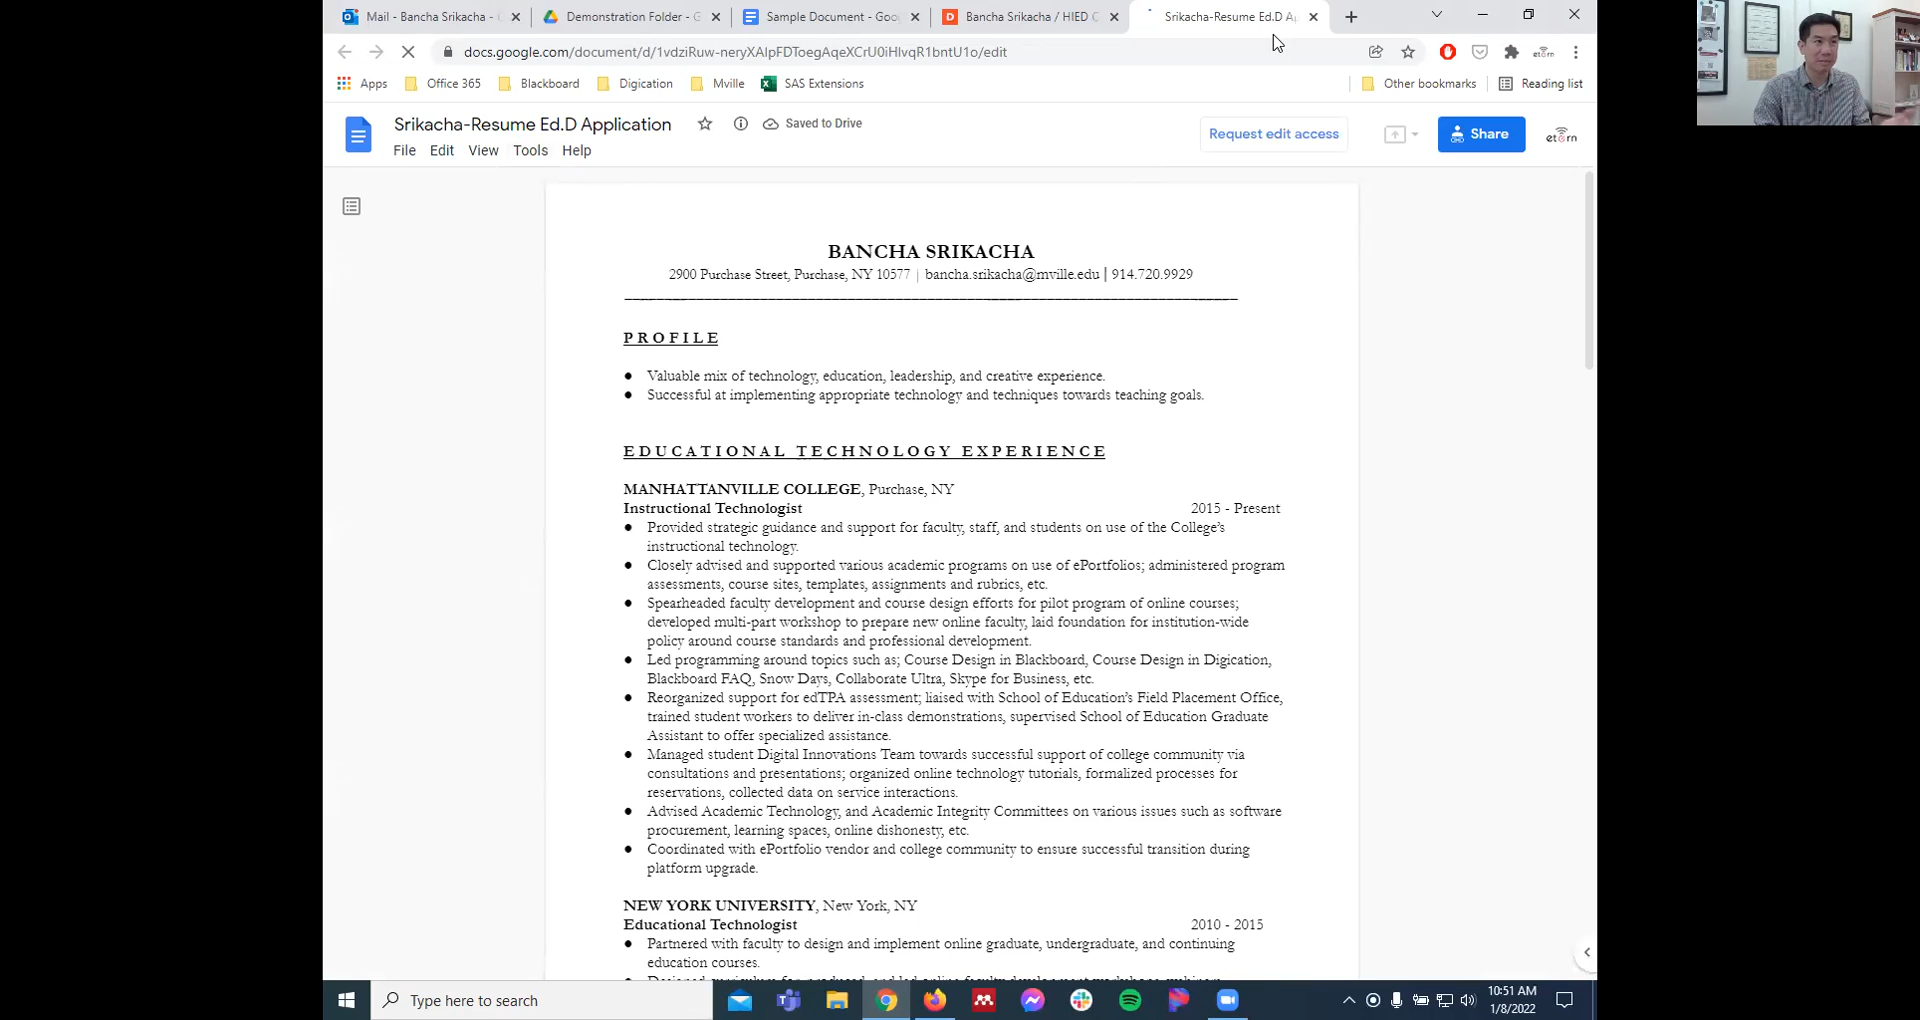 Mail - Bancha Srikacha -
Demonstration Folder - G
Sample Document - Goo
Bancha Srikacha / HIED C
Srikacha-Resume Ed.D A
docs.google.com/document/d/1vdziRuw-neryXAlpFDToegAqeXCrU0iHlvqR1bntU1o/edit
Apps
Office 365
Blackboard
Digication
Mville
SAS Extensions
Other bookmarks
Reading list
Srikacha-Resume Ed.D Application
Saved to Drive
Request edit access
Share
etorn
File Edit View Tools Help
BANCHA SRIKACHA
2900 Purchase Street, Purchase, NY 10577 | bancha.srikacha@mville.edu | 914.720.9929
PROFILE
● Valuable mix of technology, education, leadership, and creative experience.
● Successful at implementing appropriate technology and techniques towards teaching goals.
EDUCATIONAL TECHNOLOGY EXPERIENCE
MANHATTANVILLE COLLEGE, Purchase, NY
Instructional Technologist 2015 - Present
● Provided strategic guidance and support for faculty, staff, and students on use of the College's
instructional technology.
● Closely advised and supported various academic programs on use of ePortfolios; administered program
assessments, course sites, templates, assignments and rubrics, etc.
● Spearheaded faculty development and course design efforts for pilot program of online courses;
developed multi-part workshop to prepare new online faculty, laid foundation for institution-wide
policy around course standards and professional development.
● Led programming around topics such as; Course Design in Blackboard, Course Design in Digication,
Blackboard FAQ, Snow Days, Collaborate Ultra, Skype for Business, etc.
● Reorganized support for edTPA assessment; liaised with School of Education's Field Placement Office,
trained student workers to deliver in-class demonstrations, supervised School of Education Graduate
Assistant to offer specialized assistance.
● Managed student Digital Innovations Team towards successful support of college community via
consultations and presentations; organized online technology tutorials, formalized processes for
reservations, collected data on service interactions.
● Advised Academic Technology, and Academic Integrity Committees on various issues such as software
procurement, learning spaces, online dishonesty, etc.
● Coordinated with ePortfolio vendor and college community to ensure successful transition during
platform upgrade.
NEW YORK UNIVERSITY, New York, NY
Educational Technologist 2010 - 2015
● Partnered with faculty to design and implement online graduate, undergraduate, and continuing
education courses.
Type here to search
10:51 AM
1/8/2022